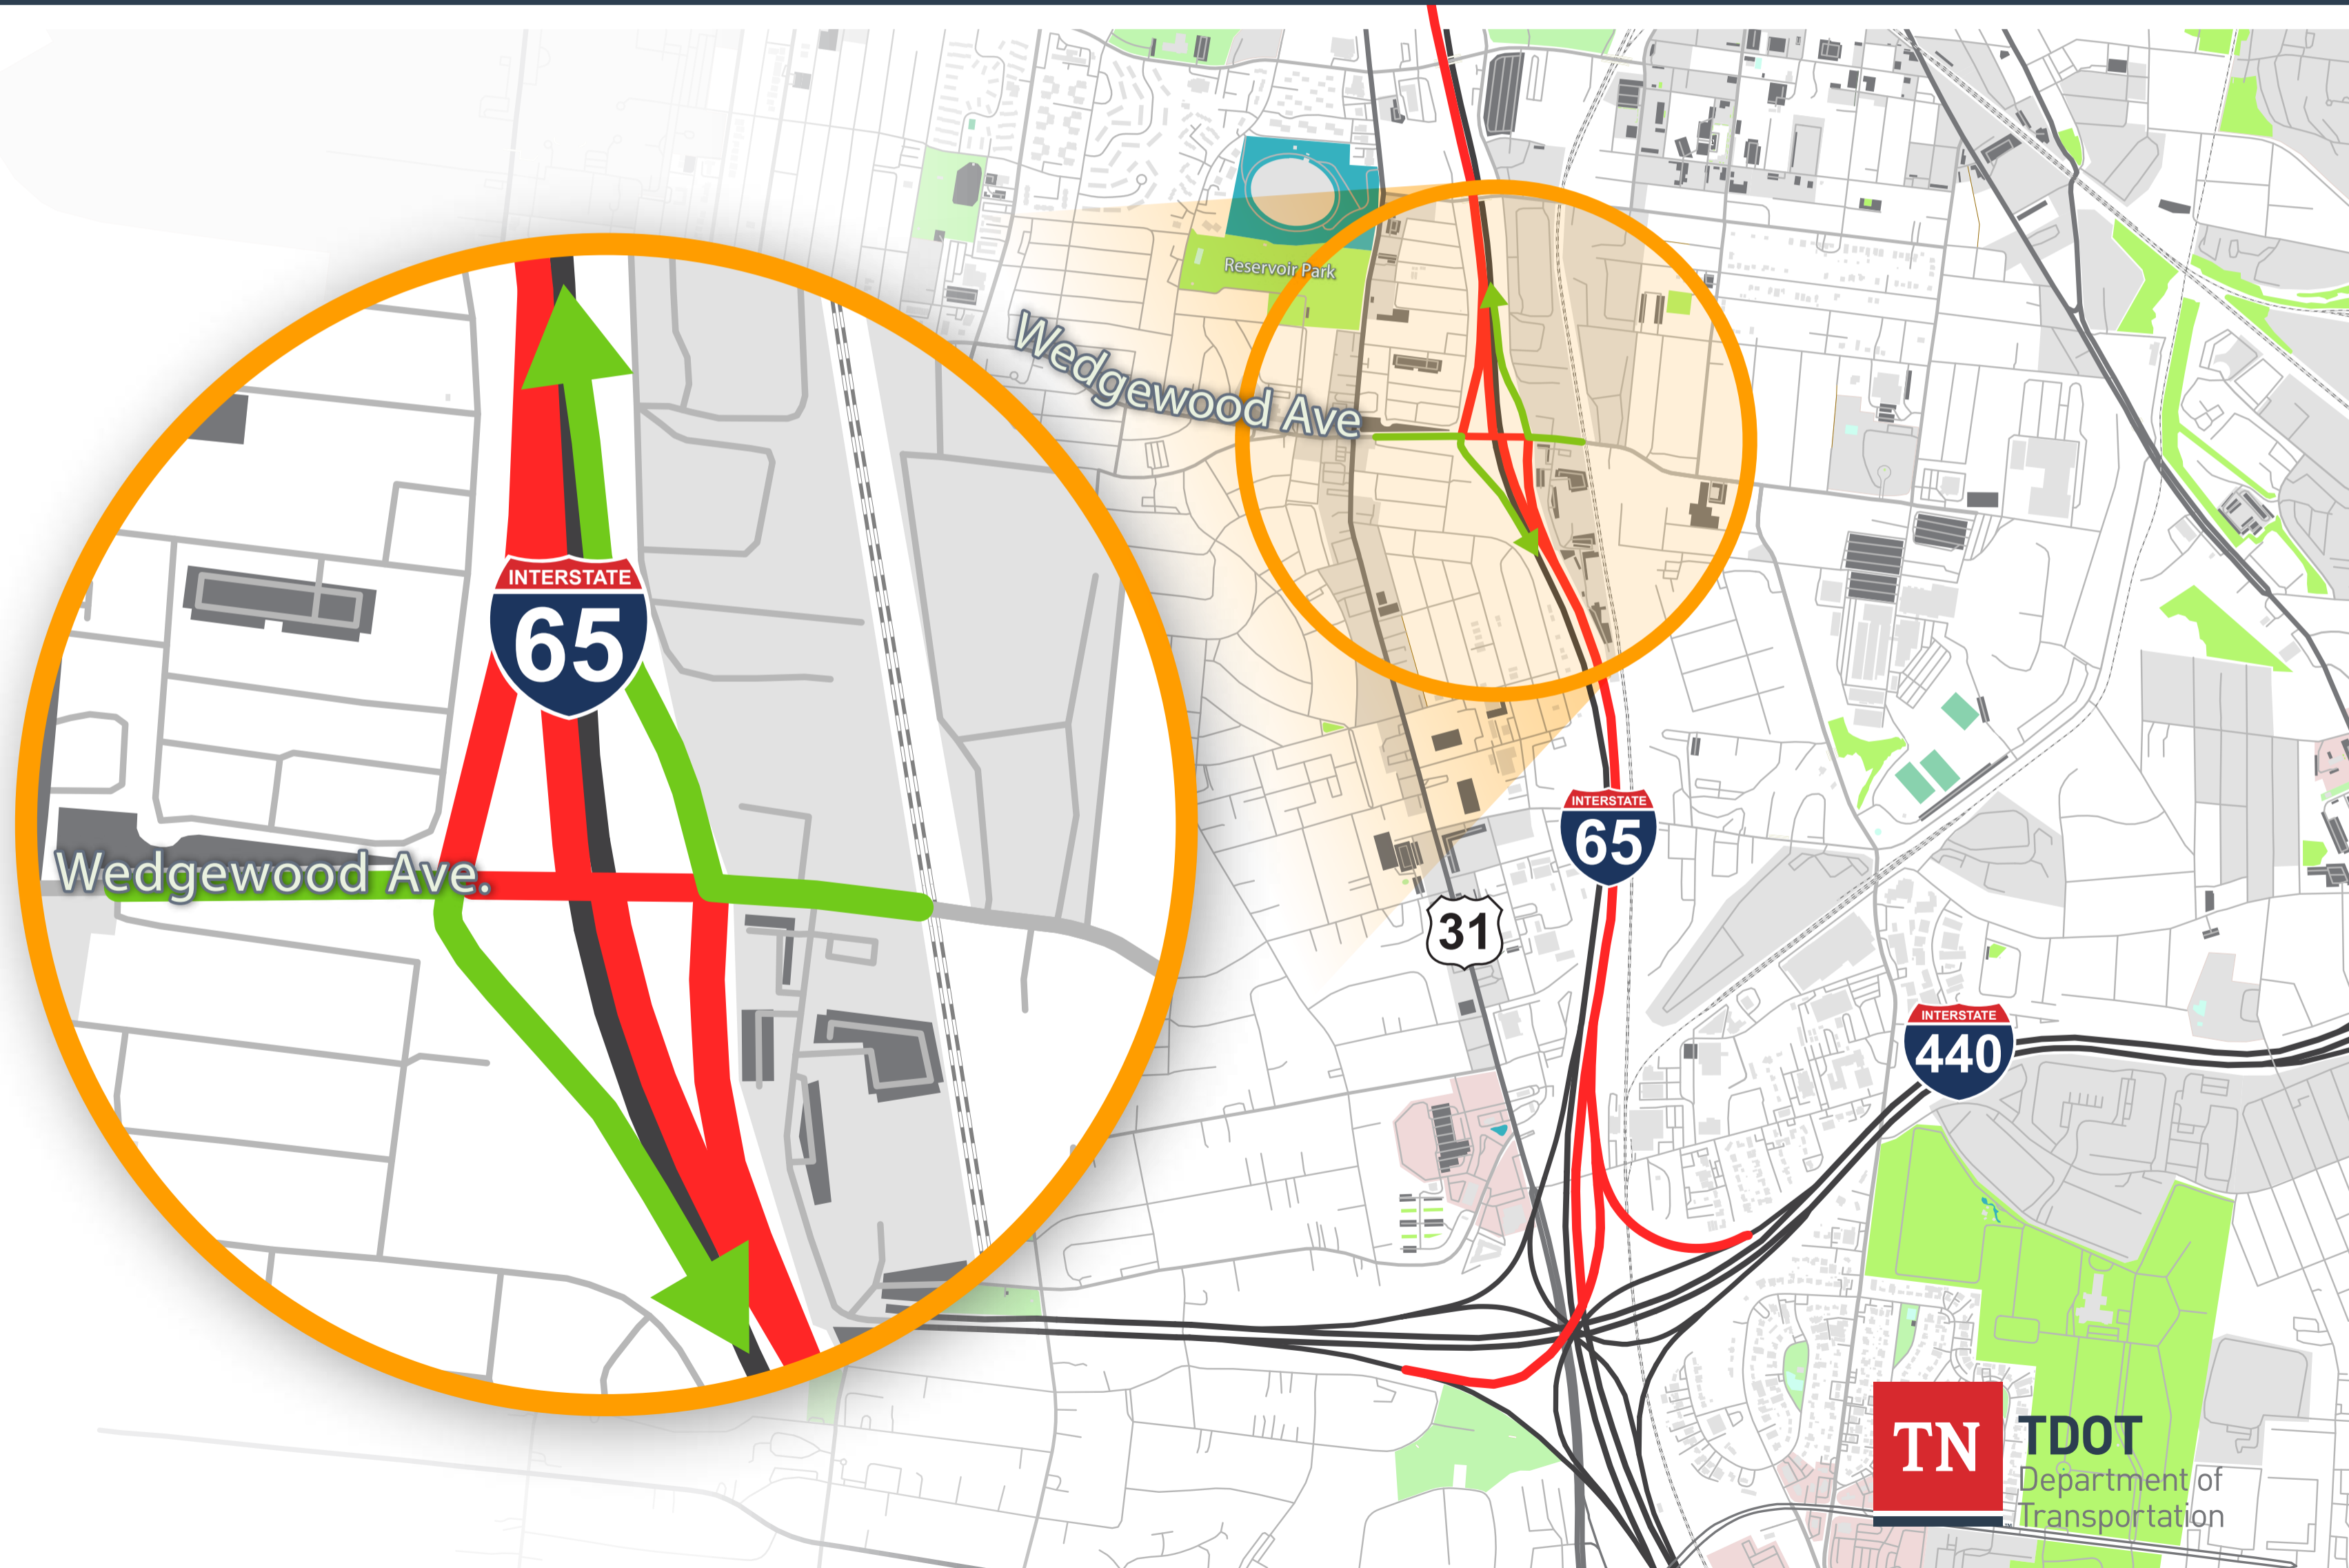 Reservoir Park
Wedgewood Ave
INTERSTATE
65
Wedgewood Ave.
INTERSTATE
65
31
INTERSTATE
440
TN
TDOT
Department of
Transportation